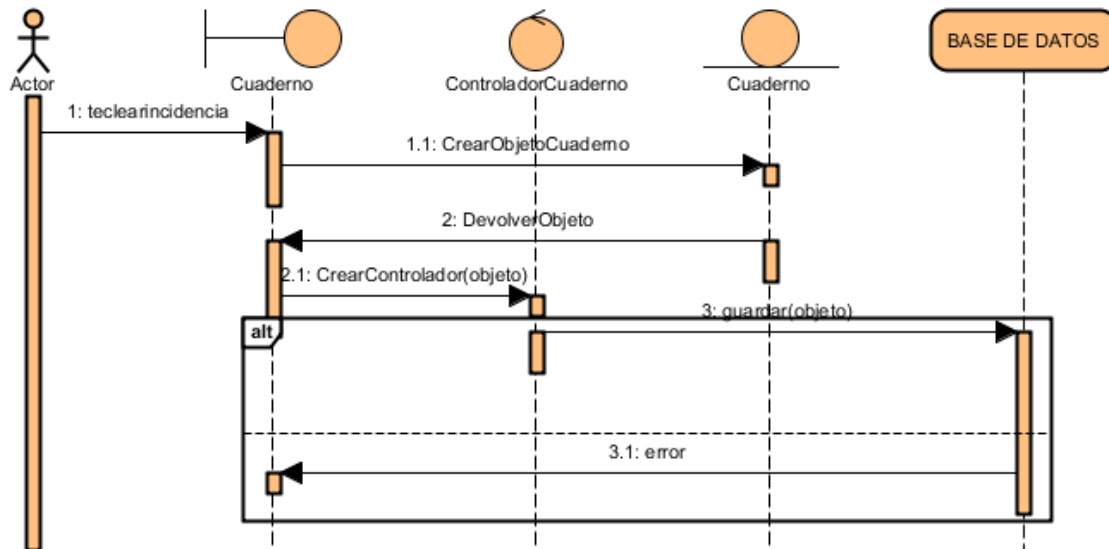 Actor
Cuaderno
ControladorCuaderno
Cuaderno
BASE DE DATOS
1: teclearincidencia
1.1: CrearObjetoCuaderno
2: DevolverObjeto
2.1: CrearControlador(objeto)
3: guardar(objeto)
alt
3.1: error